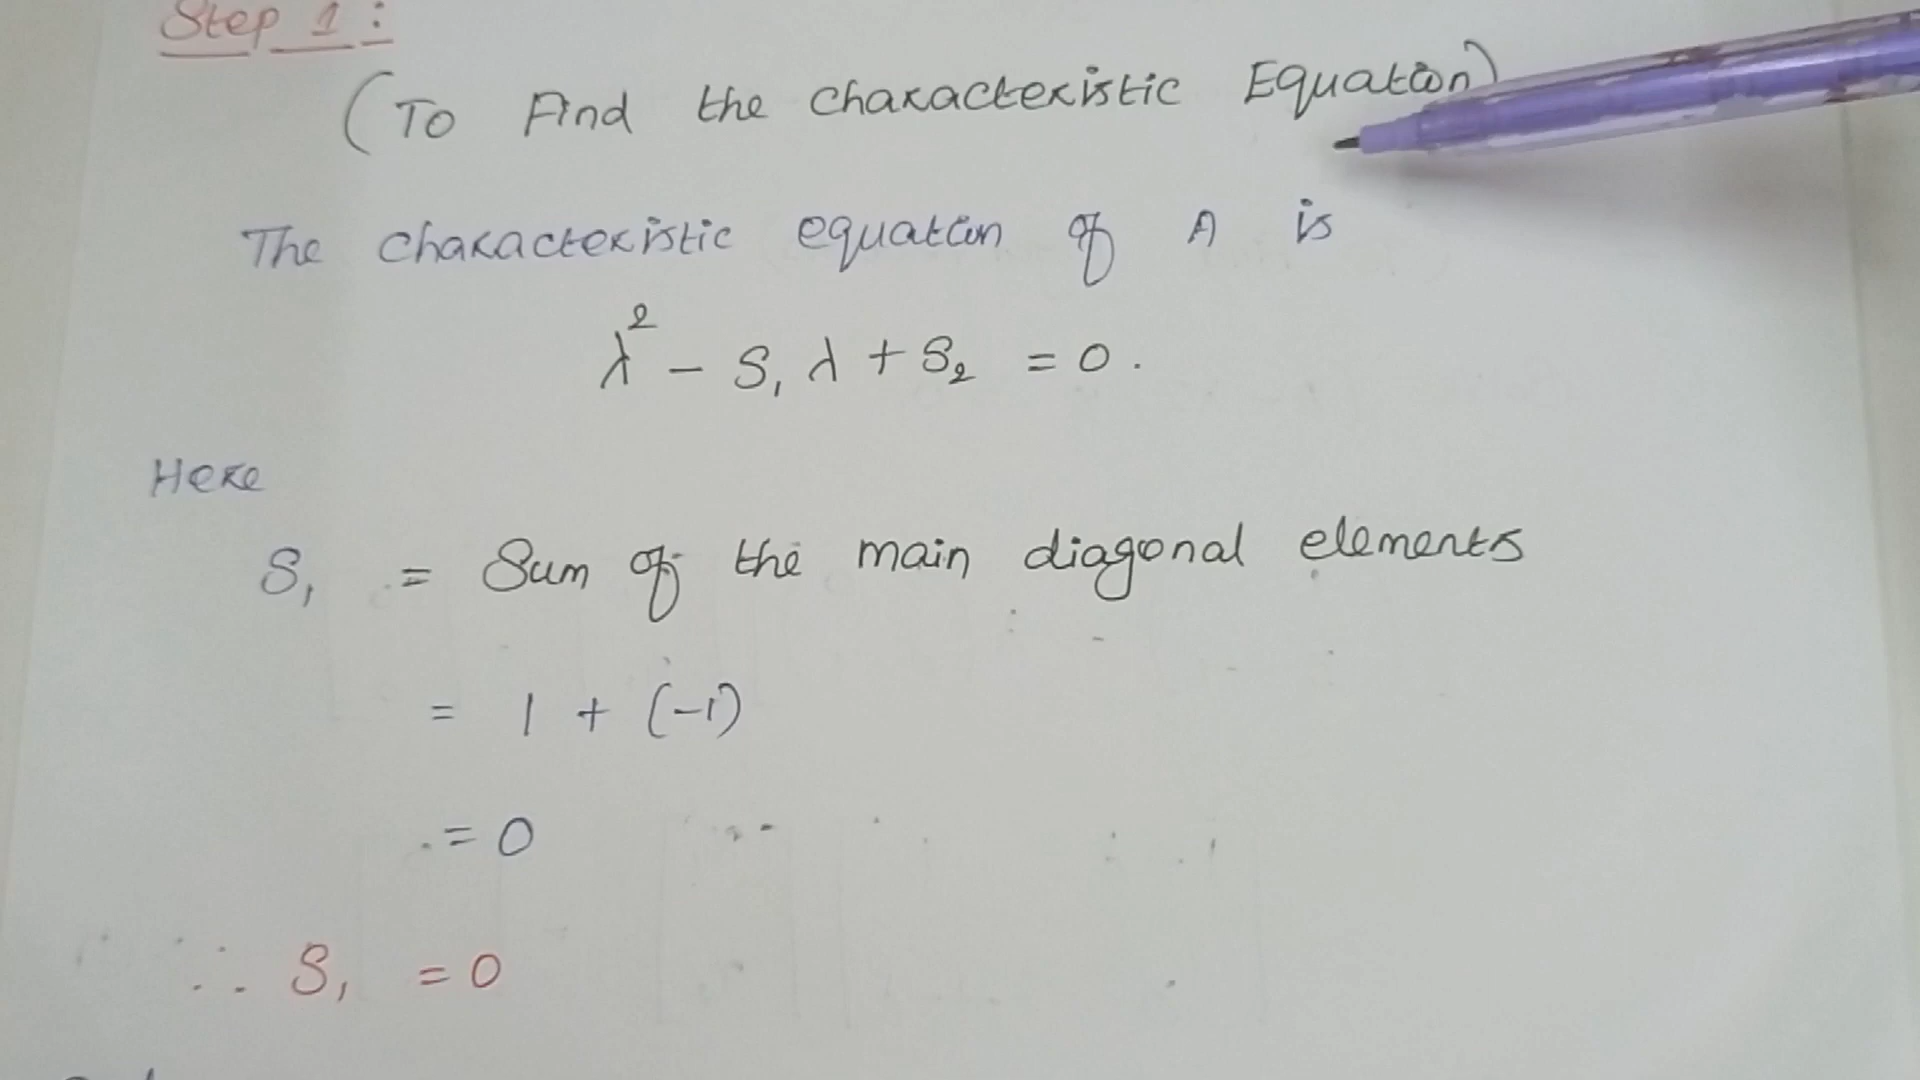 Step 1:
(To Find the characteristic Equation)
The characteristic equation of A is
λ² - S₁ λ + S₂ = 0.
Here
S₁ = Sum of the main diagonal elements
= 1 + (-1)
= 0
∴ S₁ = 0